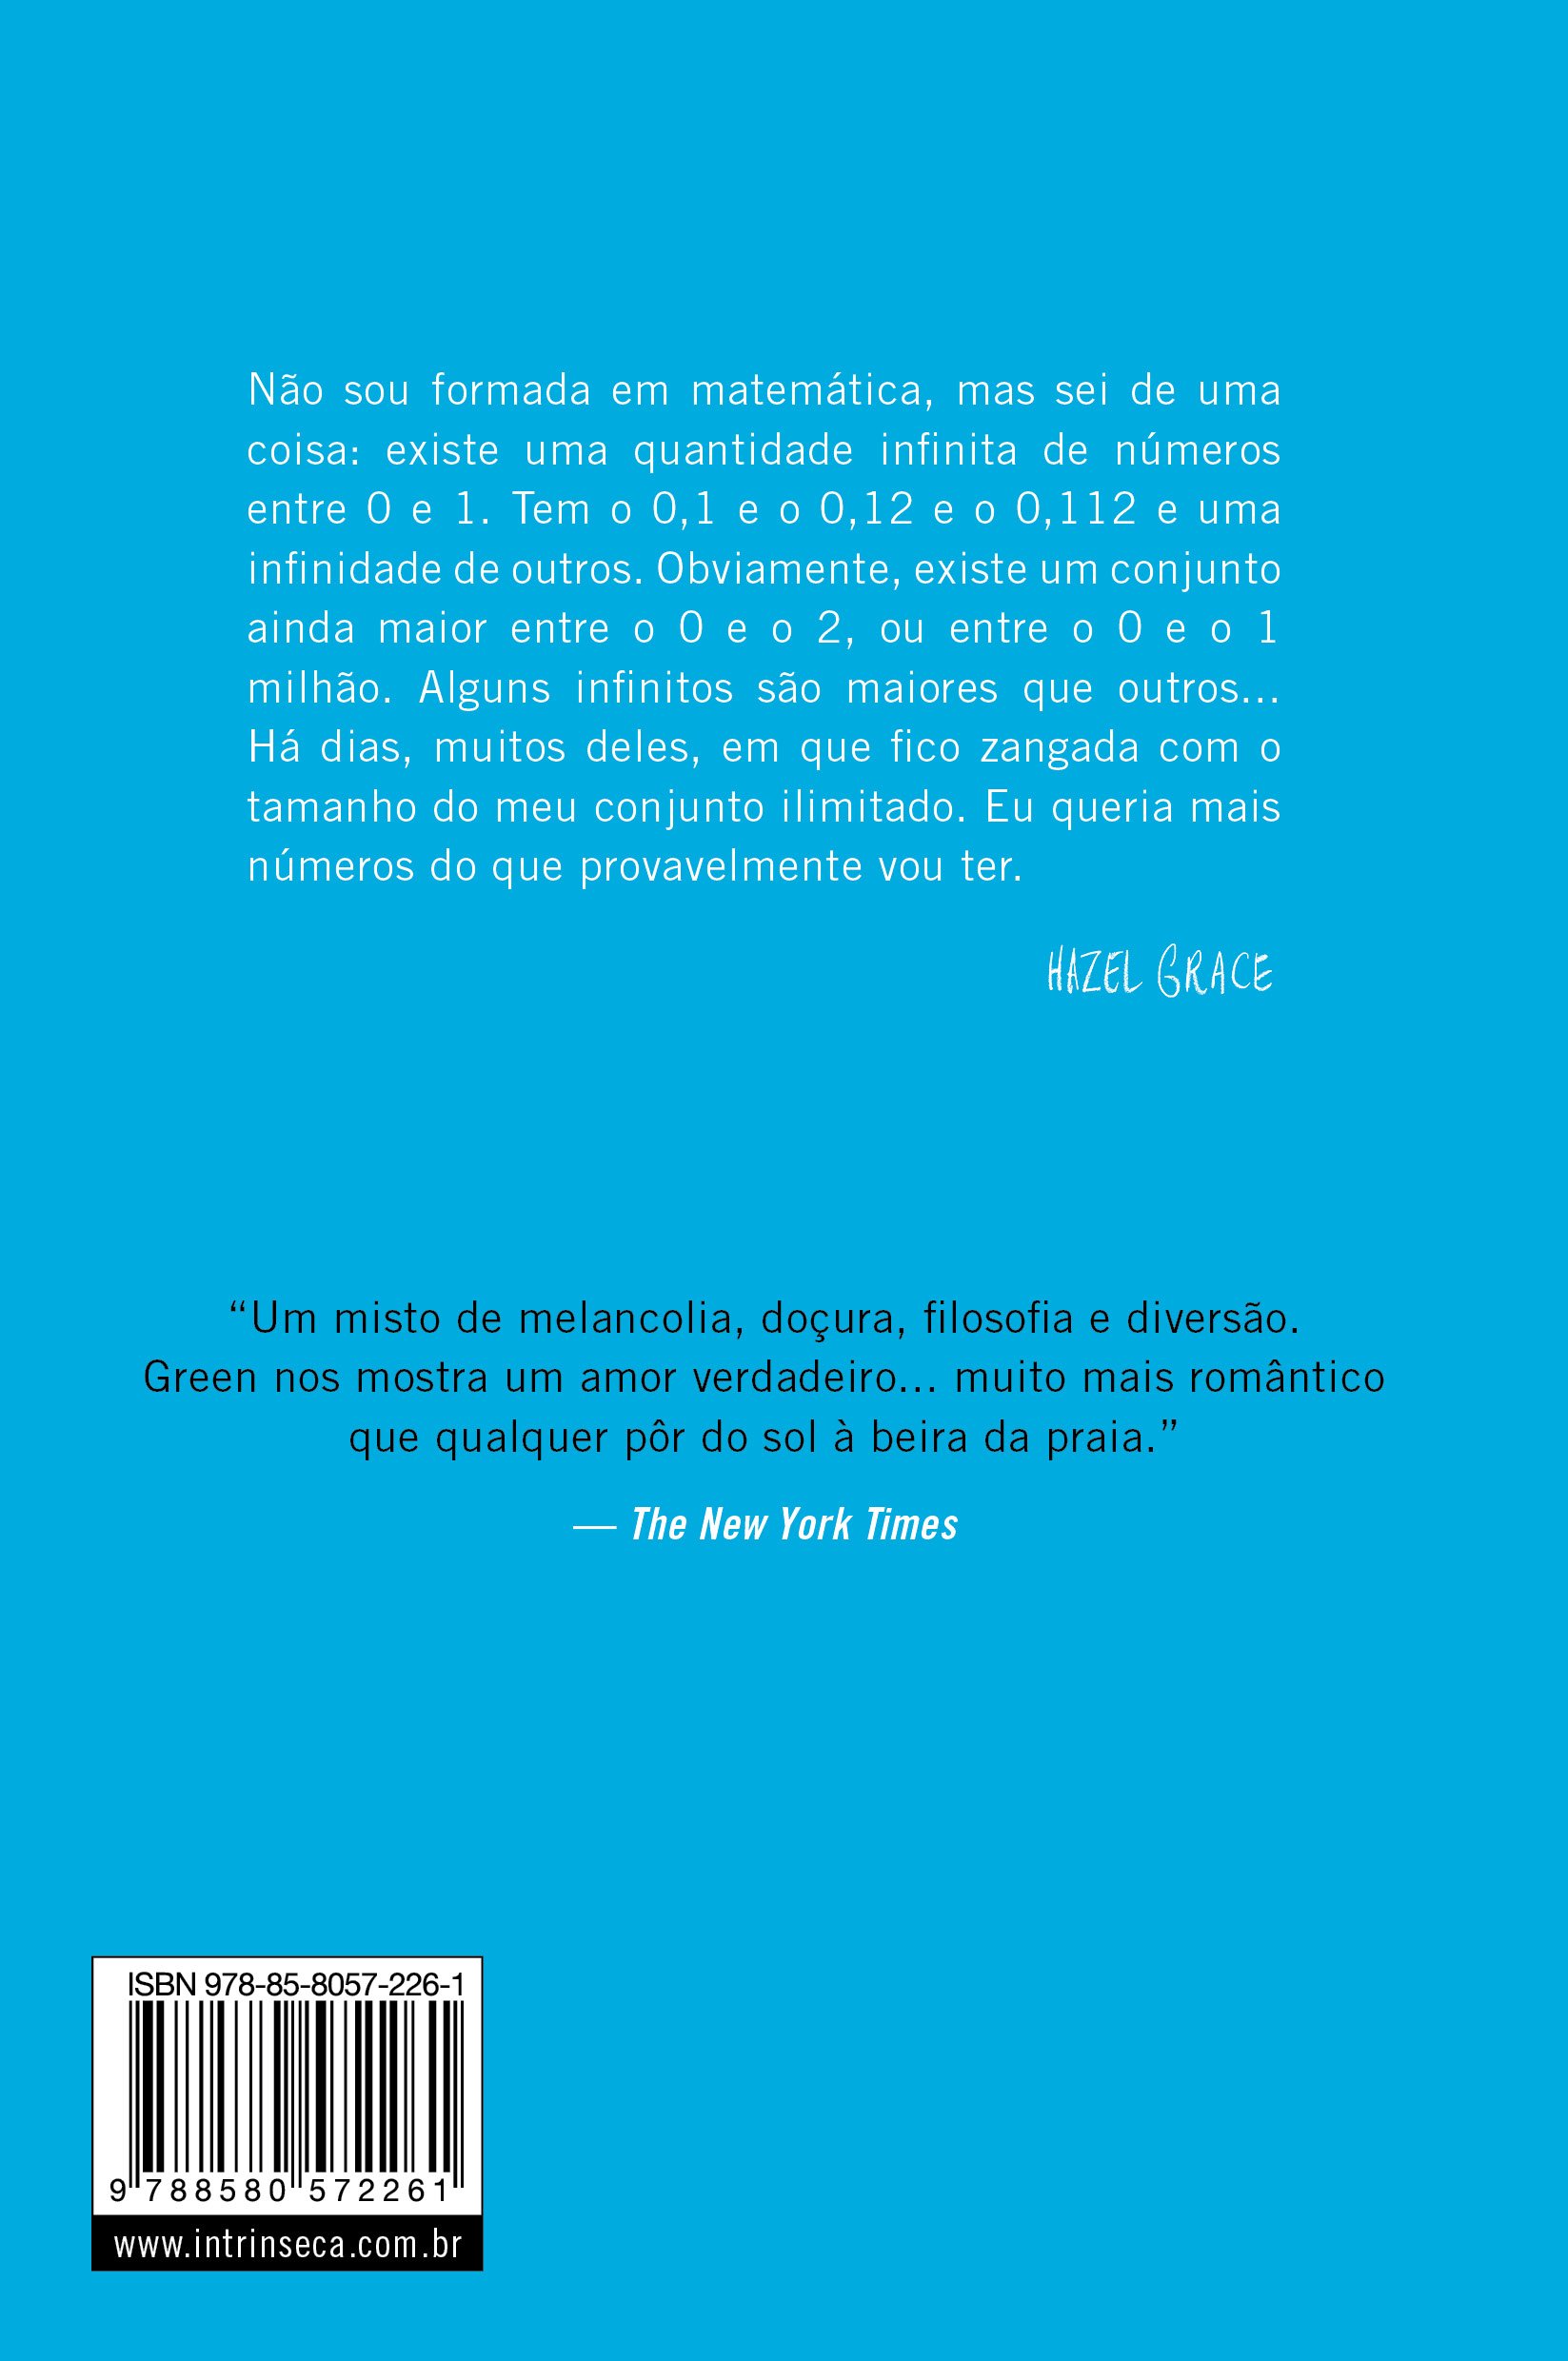 Não sou formada em matemática, mas sei de uma
coisa: existe uma quantidade infinita de números
entre 0 e 1. Tem o 0,1 e o 0,12 e o 0,112 e uma
infinidade de outros. Obviamente, existe um conjunto
ainda maior entre o 0 e o 2, ou entre o 0 e o 1
milhão. Alguns infinitos são maiores que outros...
Há dias, muitos deles, em que fico zangada com o
tamanho do meu conjunto ilimitado. Eu queria mais
números do que provavelmente vou ter.
HAZEL GRACE
“Um misto de melancolia, doçura, filosofia e diversão.
Green nos mostra um amor verdadeiro... muito mais romântico
que qualquer pôr do sol à beira da praia.”
— The New York Times
ISBN 978-85-8057-226-1
9 788580 572261
www.intrinseca.com.br